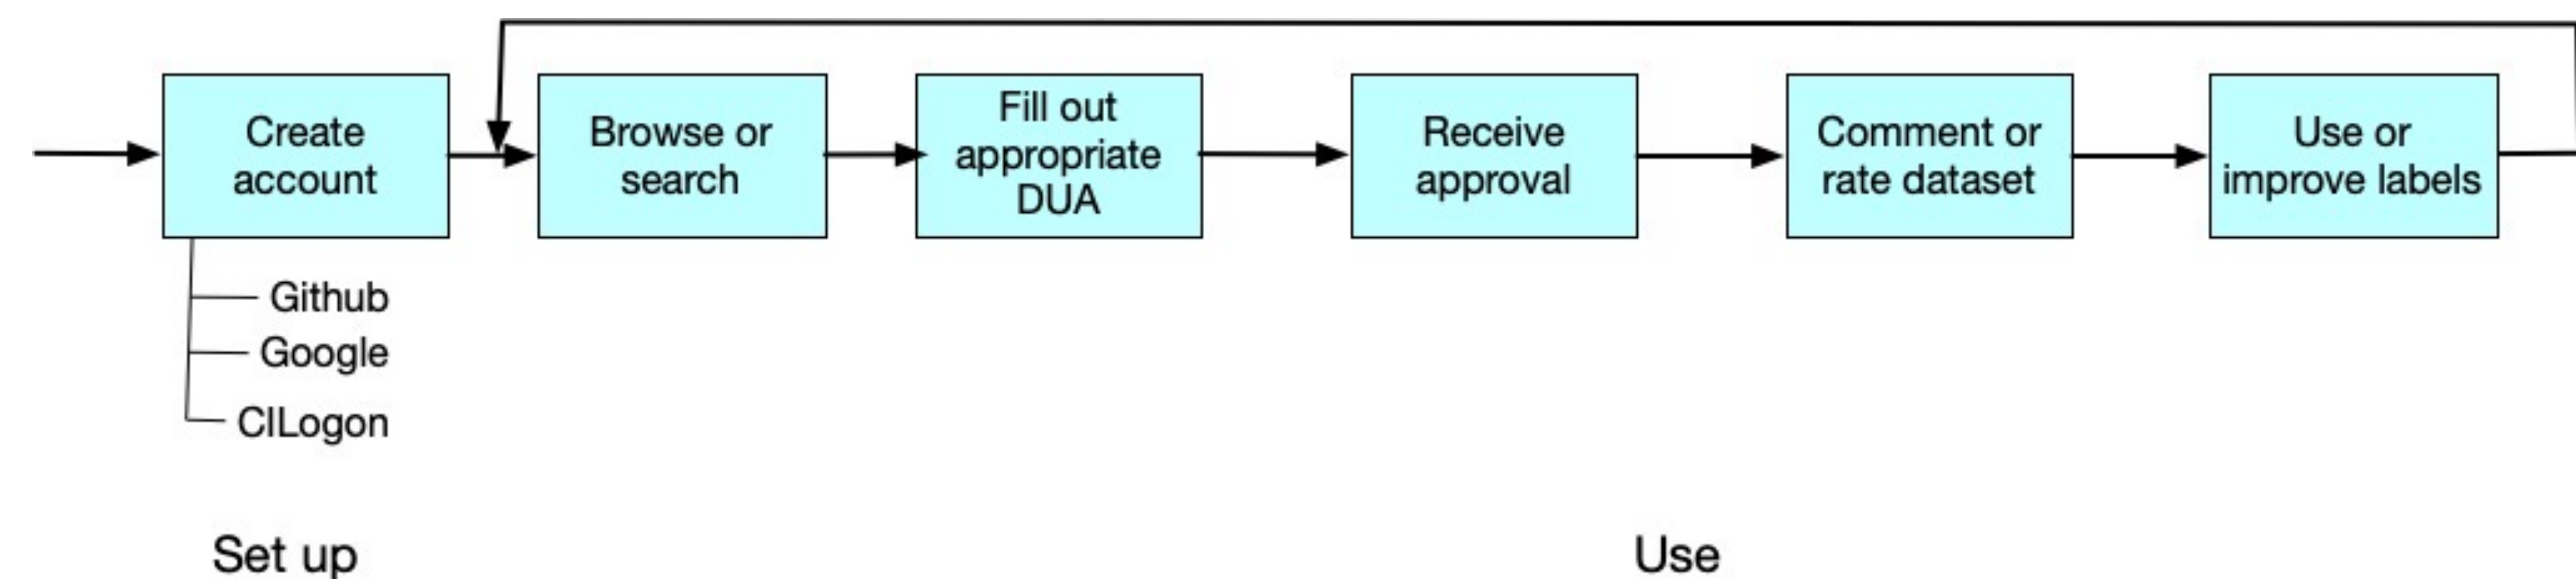 Create
account
Browse or
search
Fill out
appropriate
DUA
Receive
approval
Comment or
rate dataset
Use or
improve labels
Github
Google
CILogon
Set up
Use